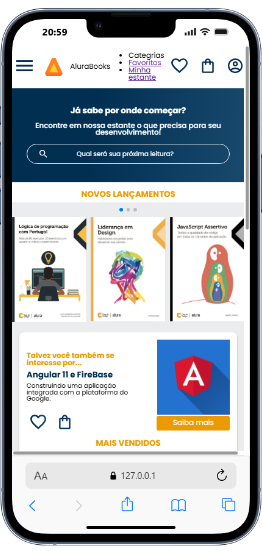 20:59
AluraBooks
Categrias
Favoritos
Minha
estante
Já sabe por onde começar?
Encontre em nossa estante o que precisa para seu
desenvolvimento!
Qual será sua próxima leitura?
NOVOS LANÇAMENTOS
Lógica de programação
com Portugol
Liderança em
Design
JavaScript Assertivo
alura
alura
alura
Talvez você também se
interesse por...
Angular 11 e FireBase
Construindo uma aplicação
integrada com a plataforma do
Google.
Saiba mais
MAIS VENDIDOS
AA
127.0.0.1